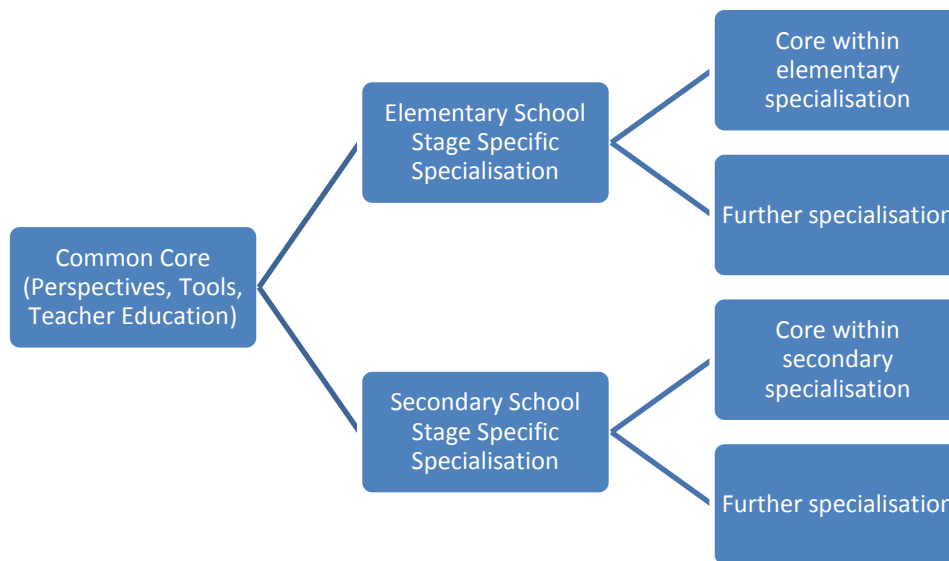 Common Core
(Perspectives, Tools,
Teacher Education)
Elementary School
Stage Specific
Specialisation
Core within
elementary
specialisation
Further specialisation
Secondary School
Stage Specific
Specialisation
Core within
secondary
specialisation
Further specialisation